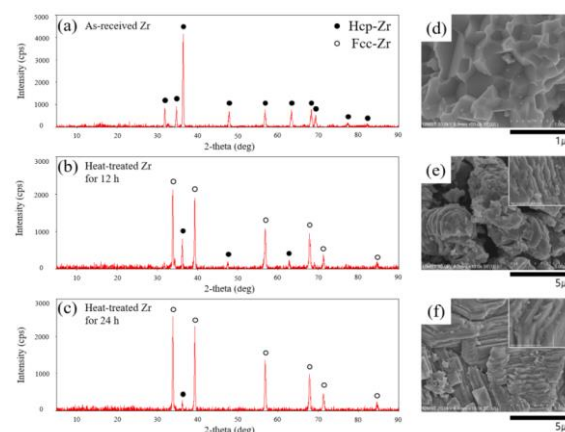 (a) As-received Zr
● Hcp-Zr
○ Fcc-Zr
Intensity (cps)
5000
4000
3000
2000
1000
0
10 20 30 40 50 60 70 80 90
2-theta (deg)
(b) Heat-treated Zr
for 12 h
Intensity (cps)
3000
2000
1000
0
10 20 30 40 50 60 70 80 90
2-theta (deg)
(c) Heat-treated Zr
for 24 h
Intensity (cps)
3000
2000
1000
0
10 20 30 40 50 60 70 80 90
2-theta (deg)
(d)
1μ
(e)
5μ
(f)
5μ